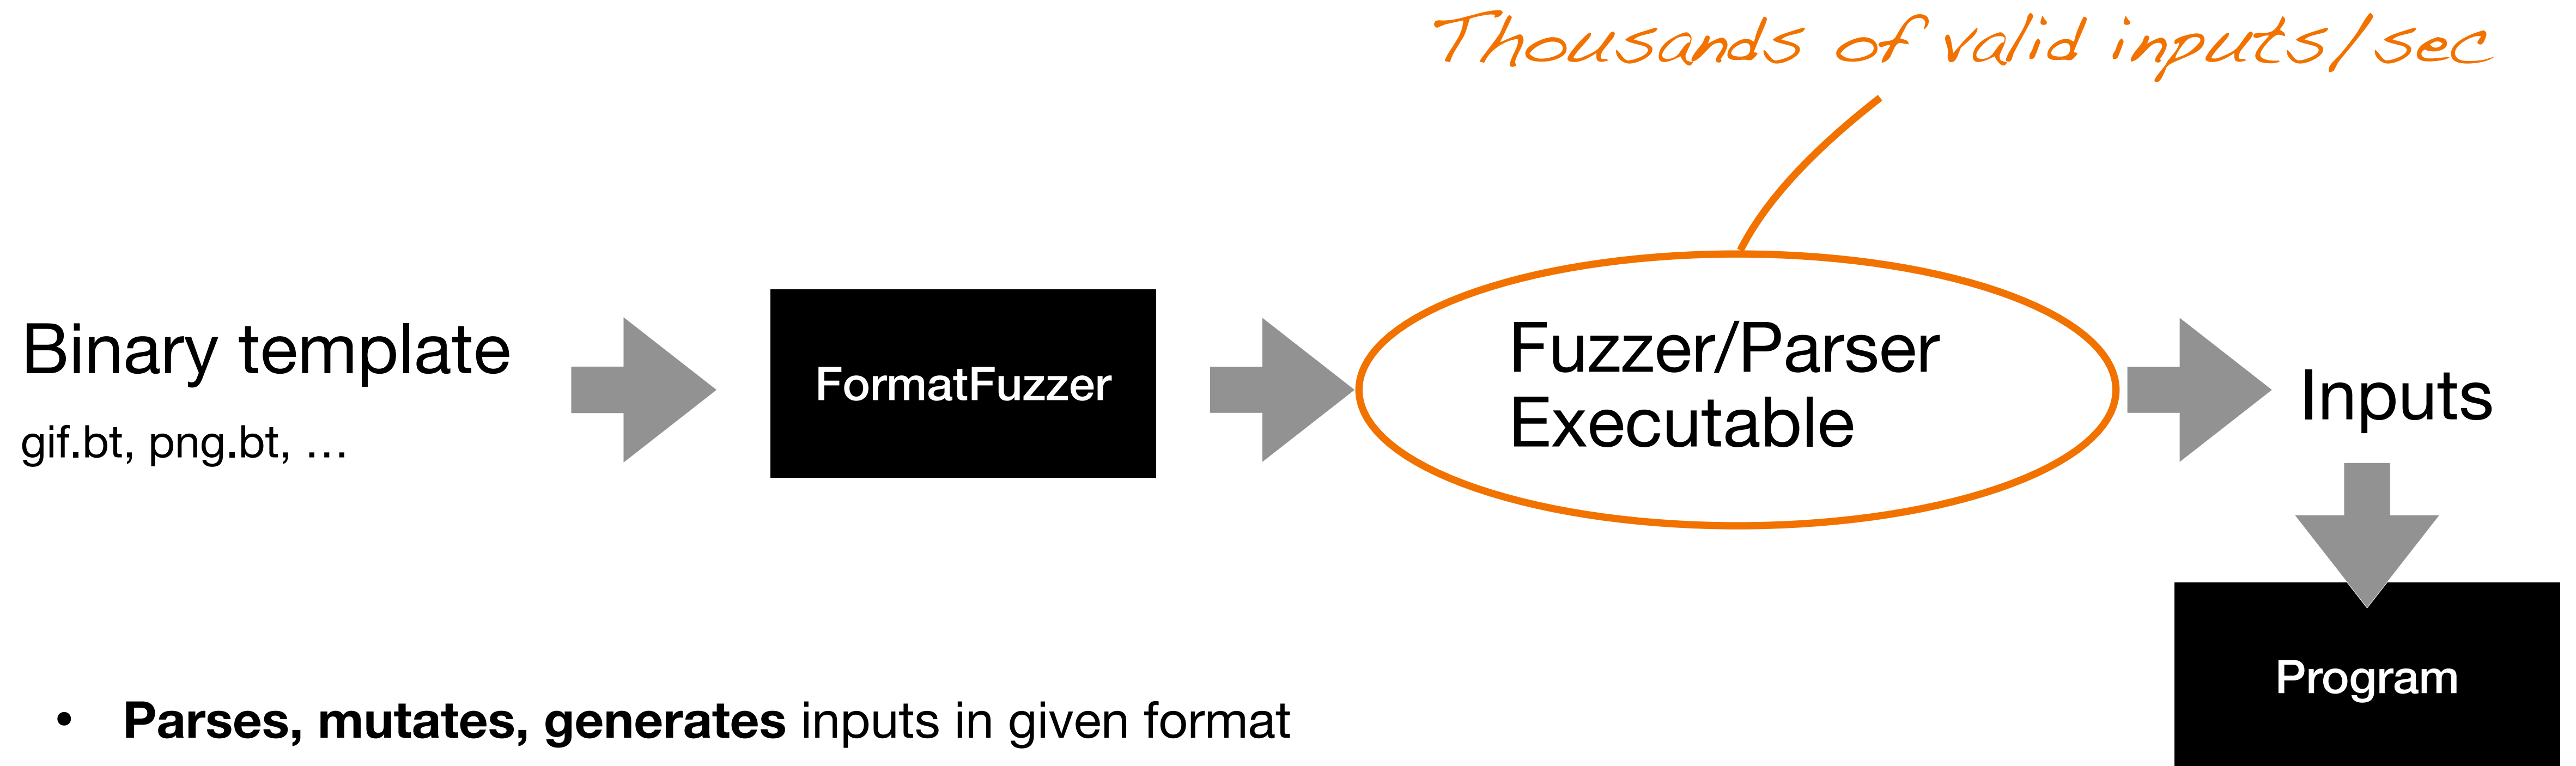 Thousands of valid inputs/sec
Binary template
gif.bt, png.bt, …
FormatFuzzer
Fuzzer/Parser
Executable
Inputs
Program
• Parses, mutates, generates inputs in given format